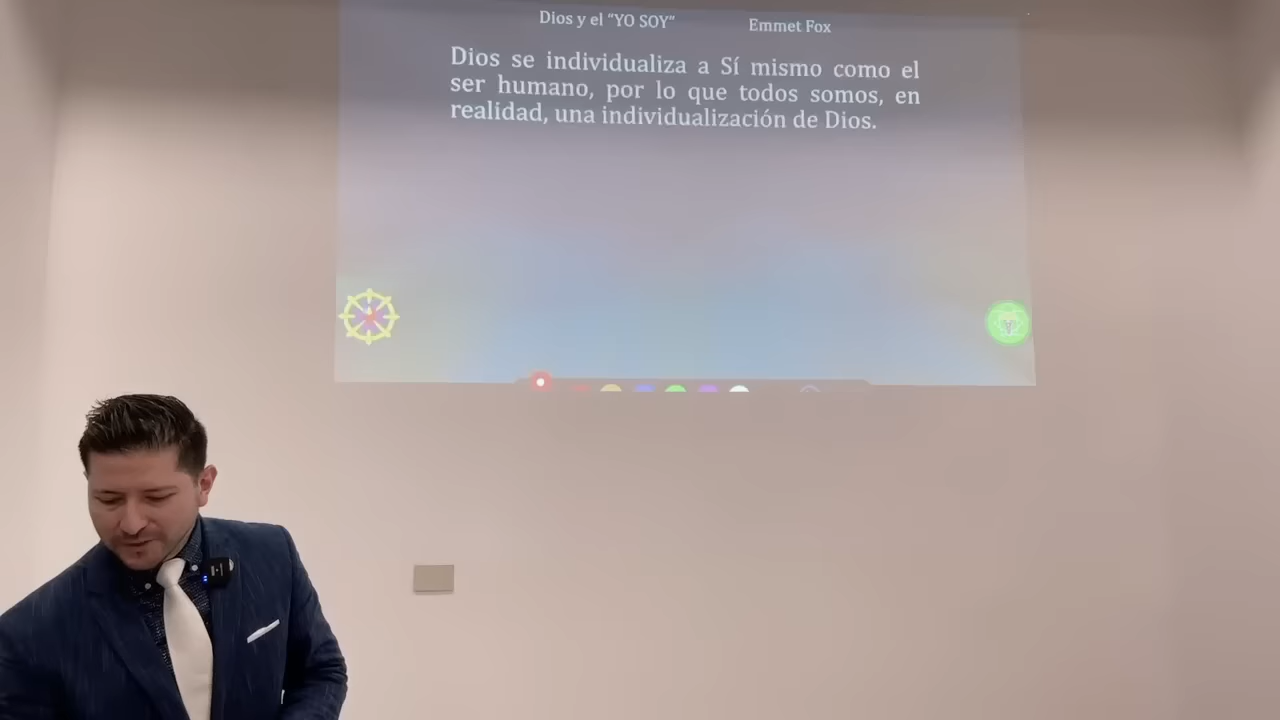 Dios y el “YO SOY” Emmet Fox
Dios se individualiza a Sí mismo como el
ser humano, por lo que todos somos, en
realidad, una individualización de Dios.